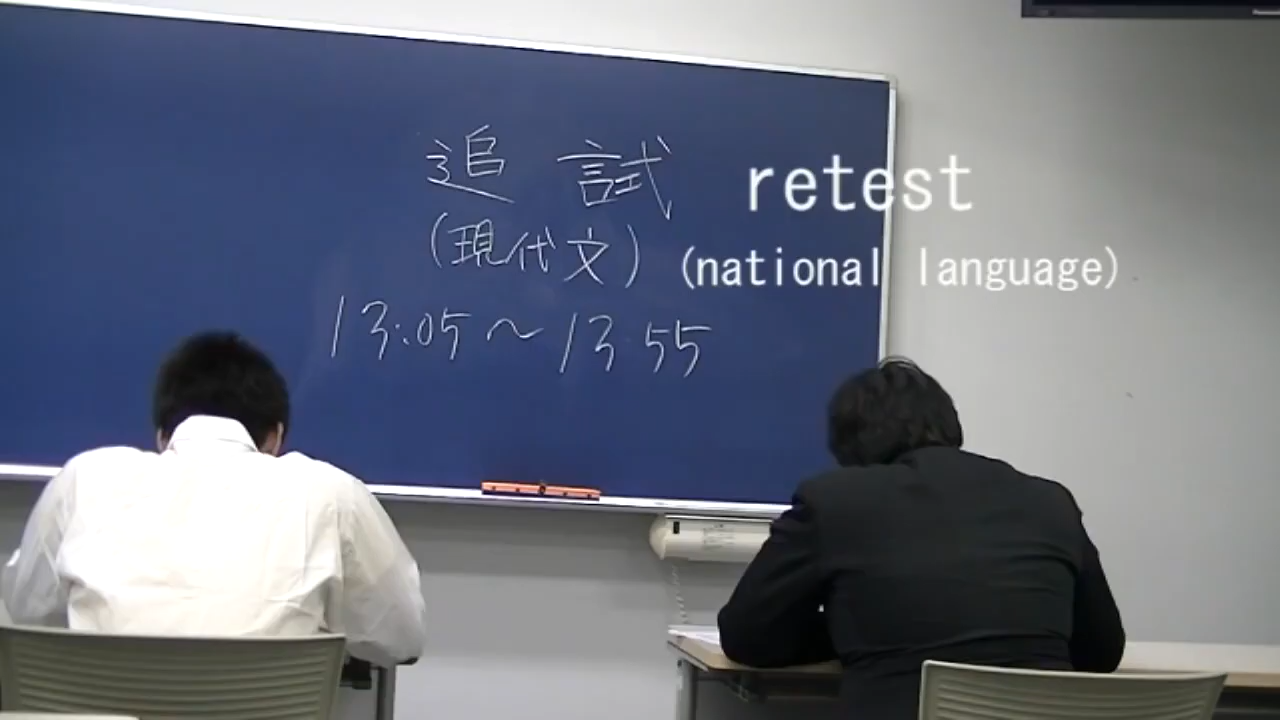 追試 retest
(現代文) (national language)
13:05~13 55